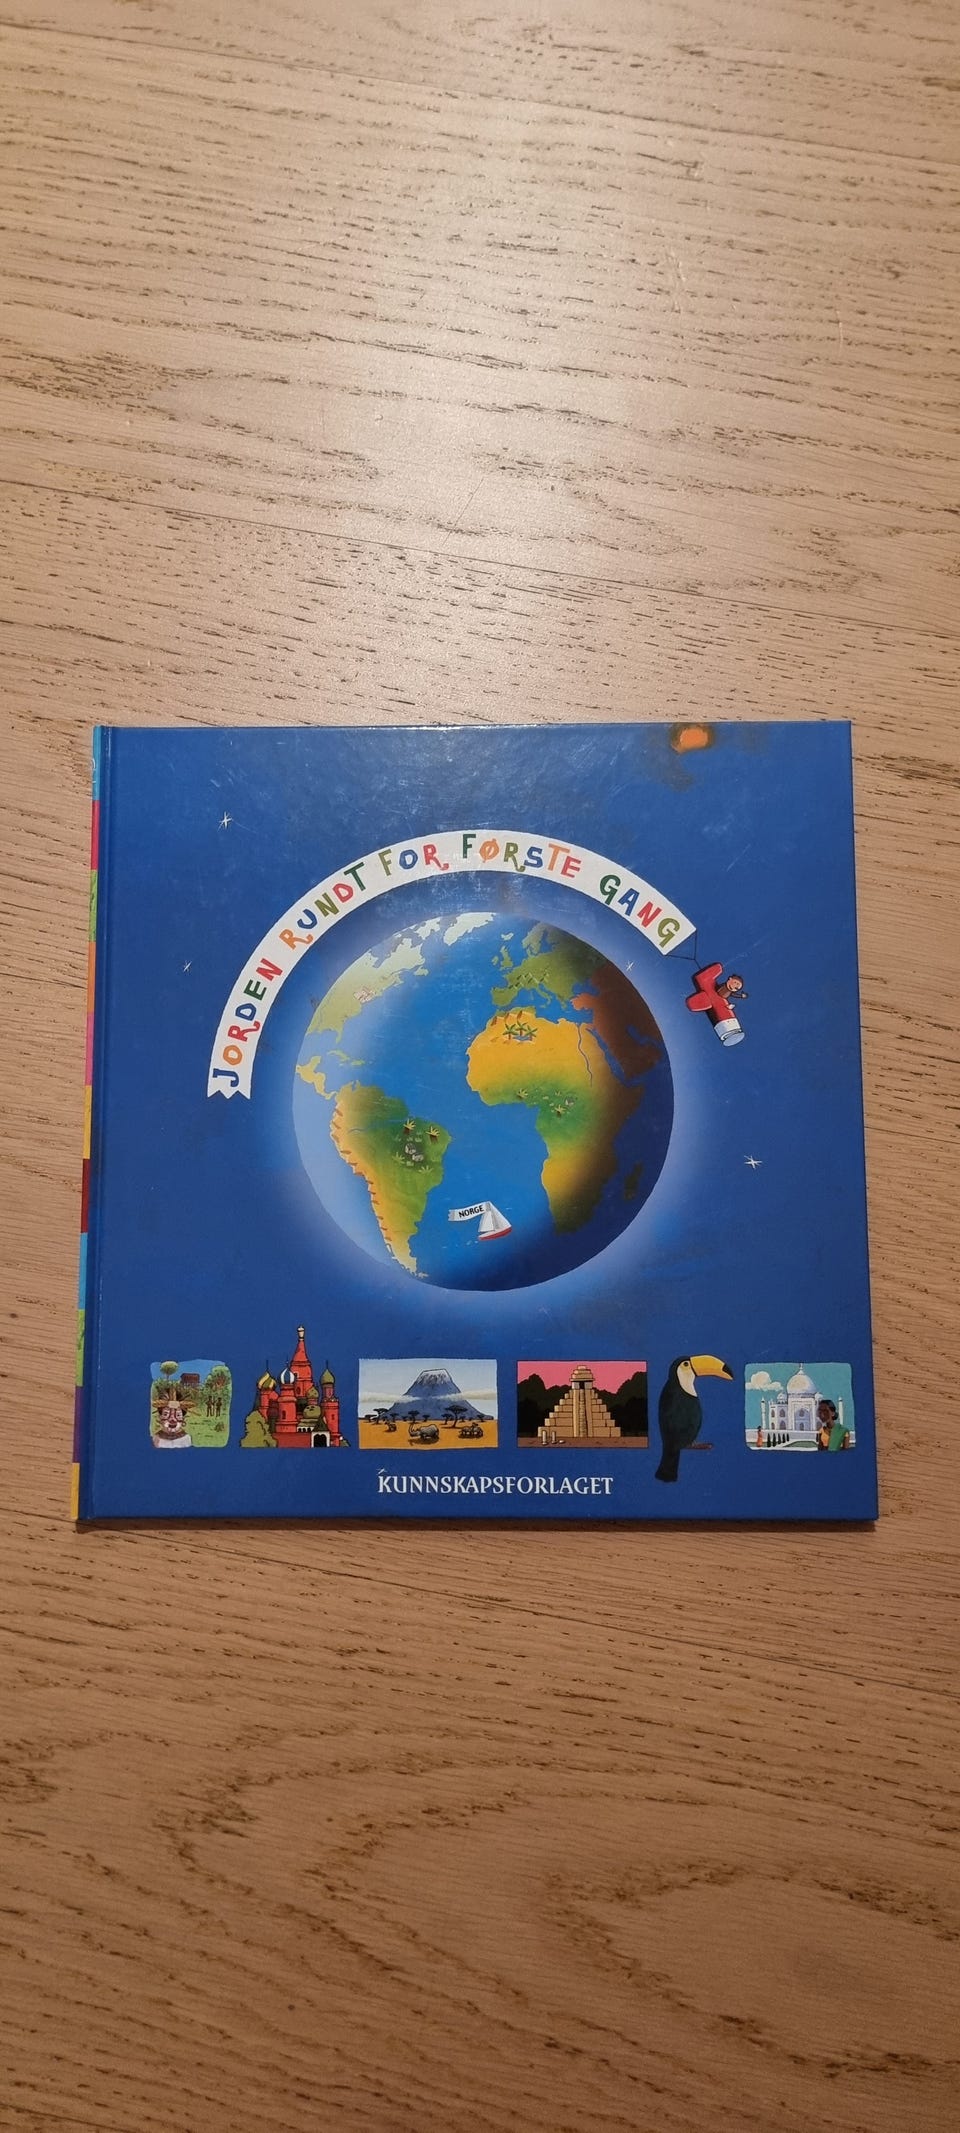 JORDEN RUNDT FOR FØRSTE GANG
NORGE
KUNNSKAPSFORLAGET